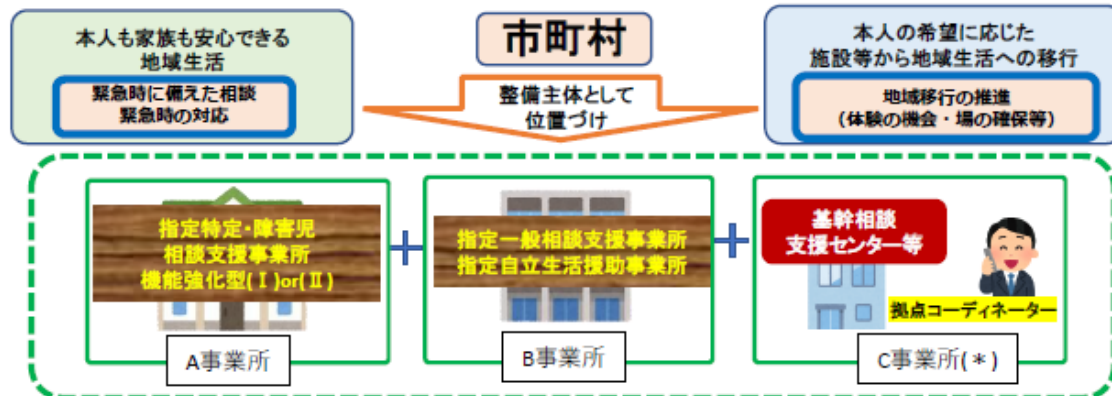 本人も家族も安心できる
地域生活
緊急時に備えた相談
緊急時の対応
市町村
整備主体として
位置づけ
本人の希望に応じた
施設等から地域生活への移行
地域移行の推進
（体験の機会・場の確保等）
指定特定・障害児
相談支援事業所
機能強化型(Ⅰ)or(Ⅱ)
A事業所
+
指定一般相談支援事業所
指定自立生活援助事業所
B事業所
+
基幹相談
支援センター等
拠点コーディネーター
C事業所(＊)